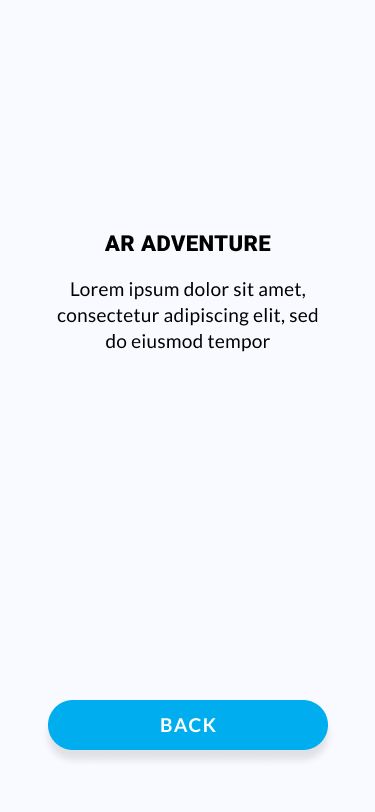 AR ADVENTURE
Lorem ipsum dolor sit amet,
consectetur adipiscing elit, sed
do eiusmod tempor
BACK